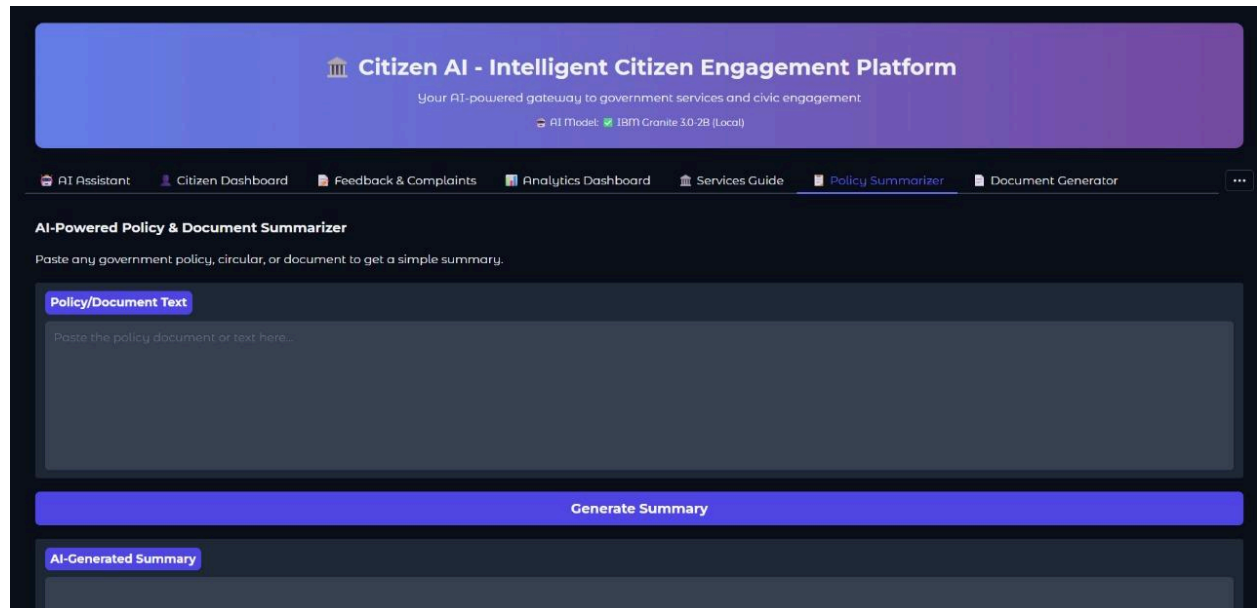 Citizen AI - Intelligent Citizen Engagement Platform
Your AI-powered gateway to government services and civic engagement
AI Model: ✅ IBM Granite 3.0-2B (Local)
AI Assistant Citizen Dashboard Feedback & Complaints Analytics Dashboard Services Guide Policy Summarizer Document Generator ...
AI-Powered Policy & Document Summarizer
Paste any government policy, circular, or document to get a simple summary.
Policy/Document Text
Paste the policy document or text here...
Generate Summary
AI-Generated Summary